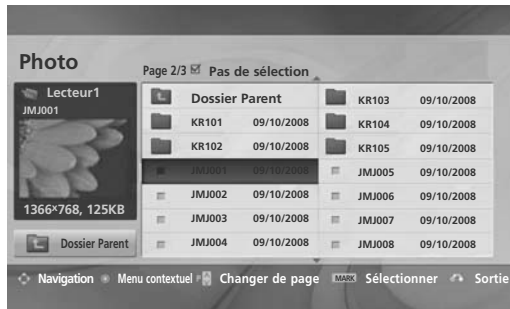 Photo
Page 2/3 Pas de sélection
Lecteur1
JMJ001
1366×768, 125KB
Dossier Parent
Dossier Parent
KR101 09/10/2008
KR102 09/10/2008
JMJ001 09/10/2008
JMJ002 09/10/2008
JMJ003 09/10/2008
JMJ004 09/10/2008
KR103 09/10/2008
KR104 09/10/2008
KR105 09/10/2008
JMJ005 09/10/2008
JMJ006 09/10/2008
JMJ007 09/10/2008
JMJ008 09/10/2008
Navigation Menu contextuel P Changer de page MARK Sélectionner Sortie